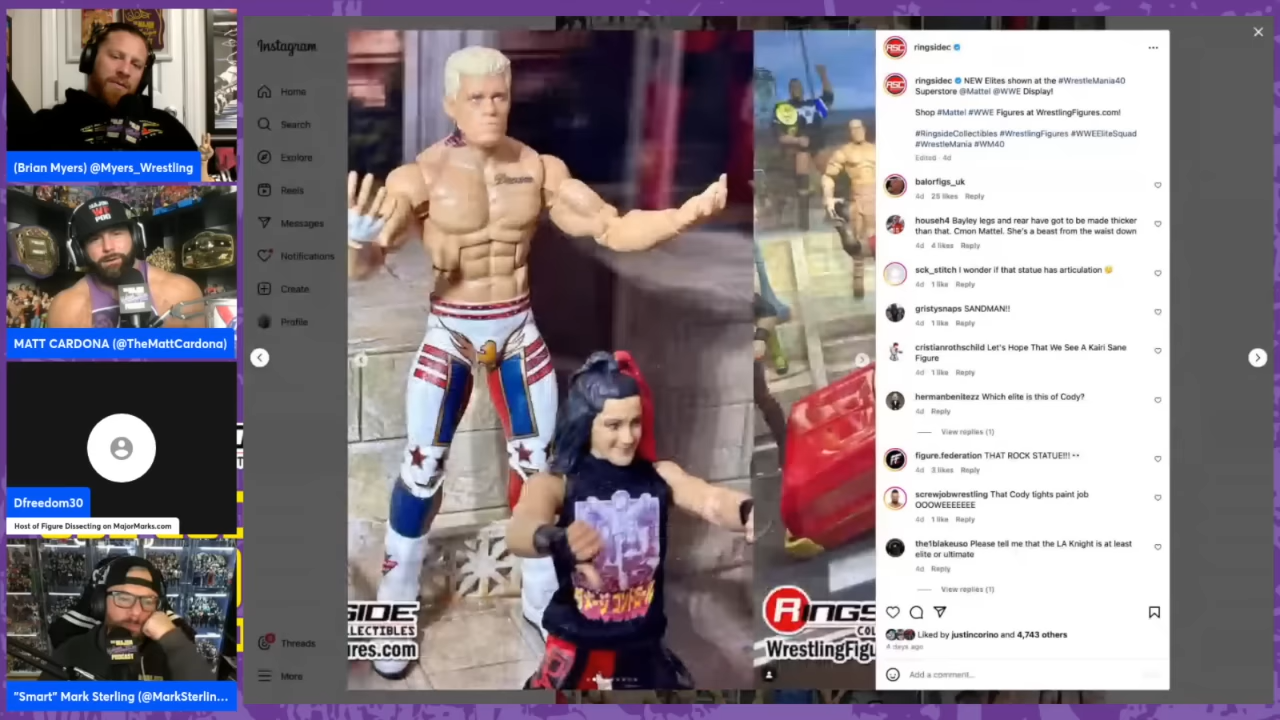 (Brian Myers) @Myers_Wrestling
MATT CARDONA (@TheMattCardona)
Dfreedom30
Host of Figure Dissecting on MajorMarks.com
"Smart" Mark Sterling (@MarkSterlin...
Instagram
Home
Search
Explore
Reels
Messages
Notifications
Create
Profile
Threads
More
Dream
SIDE
LECTIBLES
res.com
RINGS
CO
WrestlingFigu
ringsidec
ringsidec NEW Elites shown at the #WrestleMania40
Superstore @Mattel @WWE Display!
Shop #Mattel #WWE Figures at WrestlingFigures.com!
#RingsideCollectibles #WrestlingFigures #WWEEliteSquad
#WrestleMania #WM40
Edited · 4d
balorfigs_uk
4d 25 likes Reply
househ4 Bayley legs and rear have got to be made thicker
than that. Cmon Mattel. She's a beast from the waist down
4d 4 likes Reply
sck_stitch I wonder if that statue has articulation
4d 1 like Reply
gristysnaps SANDMAN!!
4d 1 like Reply
cristianrothschild Let's Hope That We See A Kairi Sane
Figure
4d 1 like Reply
hermanbenitezz Which elite is this of Cody?
4d Reply
View replies (1)
figure.federation THAT ROCK STATUE!!! 👀
4d 3 likes Reply
screwjobwrestling That Cody tights paint job
OOOWEEEEEEE
4d 1 like Reply
the1blakeuso Please tell me that the LA Knight is at least
elite or ultimate
4d Reply
View replies (1)
Liked by justincorino and 4,743 others
4 days ago
Add a comment...